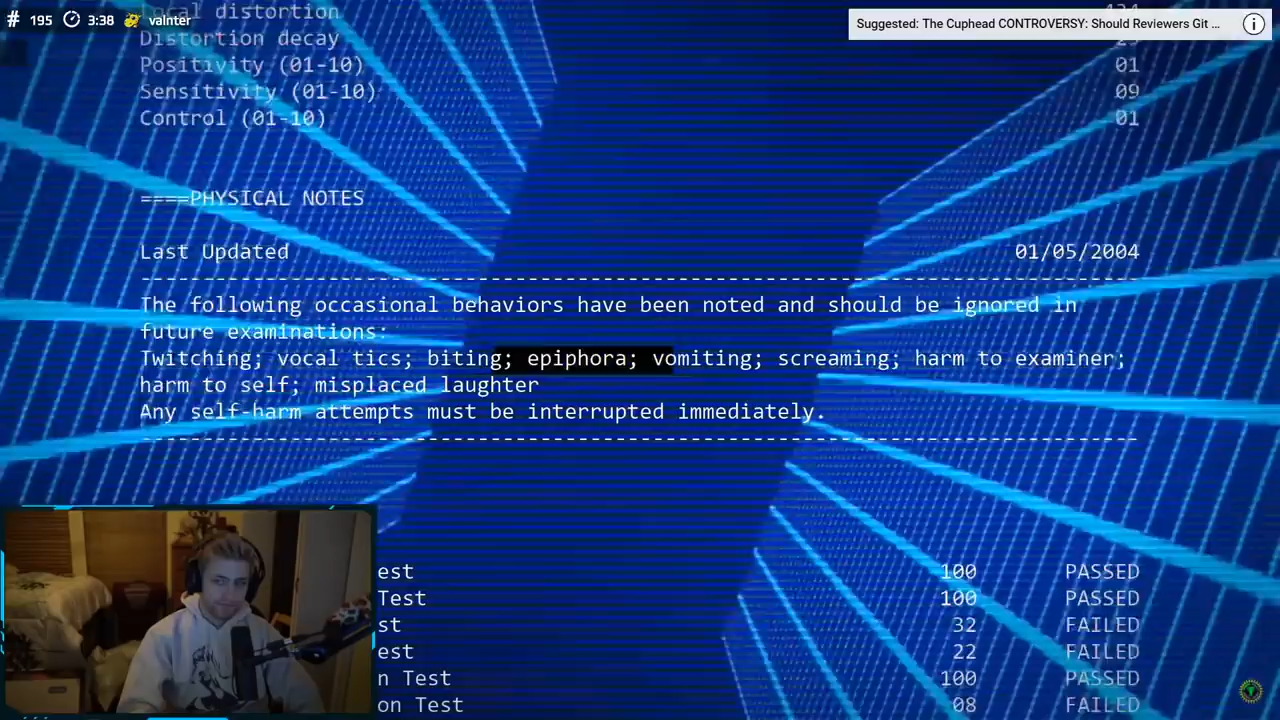 # 195 3:38 valnter
Suggested: The Cuphead CONTROVERSY: Should Reviewers Git ...
Local distortion
Distortion decay
Positivity (01-10) 01
Sensitivity (01-10) 09
Control (01-10) 01
====PHYSICAL NOTES
Last Updated 01/05/2004
--------------------------------------------------------------------------------
The following occasional behaviors have been noted and should be ignored in
future examinations:
Twitching; vocal tics; biting; epiphora; vomiting; screaming; harm to examiner;
harm to self; misplaced laughter
Any self-harm attempts must be interrupted immediately.
--------------------------------------------------------------------------------
est 100 PASSED
Test 100 PASSED
st 32 FAILED
est 22 FAILED
n Test 100 PASSED
on Test 08 FAILED